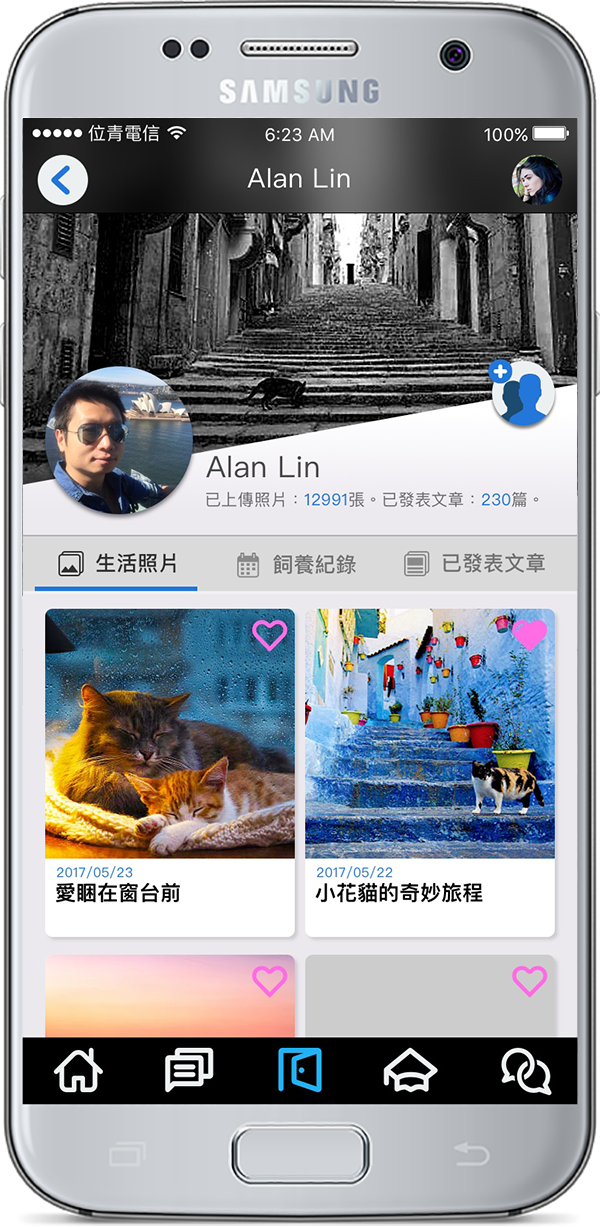 SAMSUNG
位青電信 6:23 AM 100%
Alan Lin
Alan Lin
已上傳照片：12991張。已發表文章：230篇。
生活照片 飼養紀錄 已發表文章
2017/05/23 2017/05/22
愛睏在窗台前 小花貓的奇妙旅程